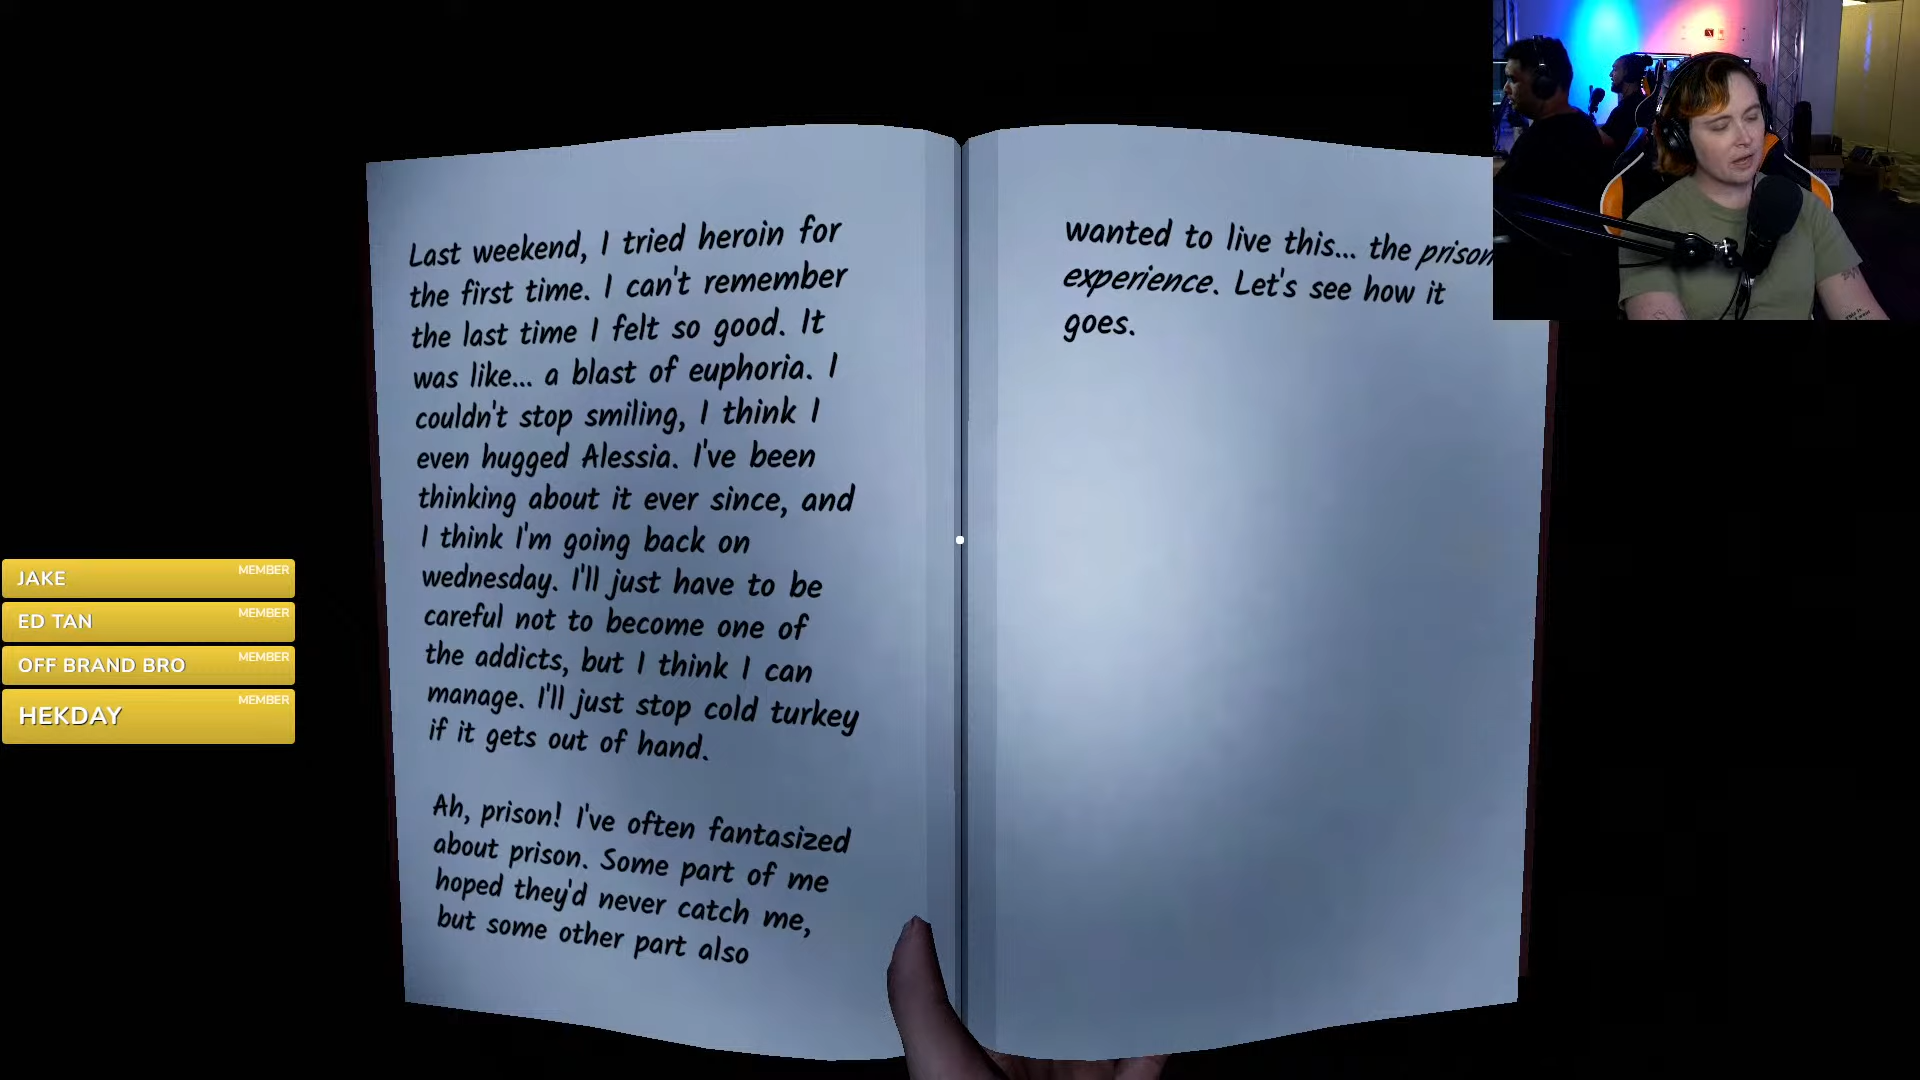 Last weekend, I tried heroin for
the first time. I can't remember
the last time I felt so good. It
was like... a blast of euphoria. I
couldn't stop smiling, I think I
even hugged Alessia. I've been
thinking about it ever since, and
I think I'm going back on
wednesday. I'll just have to be
careful not to become one of
the addicts, but I think I can
manage. I'll just stop cold turkey
if it gets out of hand.
Ah, prison! I've often fantasized
about prison. Some part of me
hoped they'd never catch me,
but some other part also
wanted to live this... the prison
experience. Let's see how it
goes.
JAKE MEMBER
ED TAN MEMBER
OFF BRAND BRO MEMBER
HEKDAY MEMBER